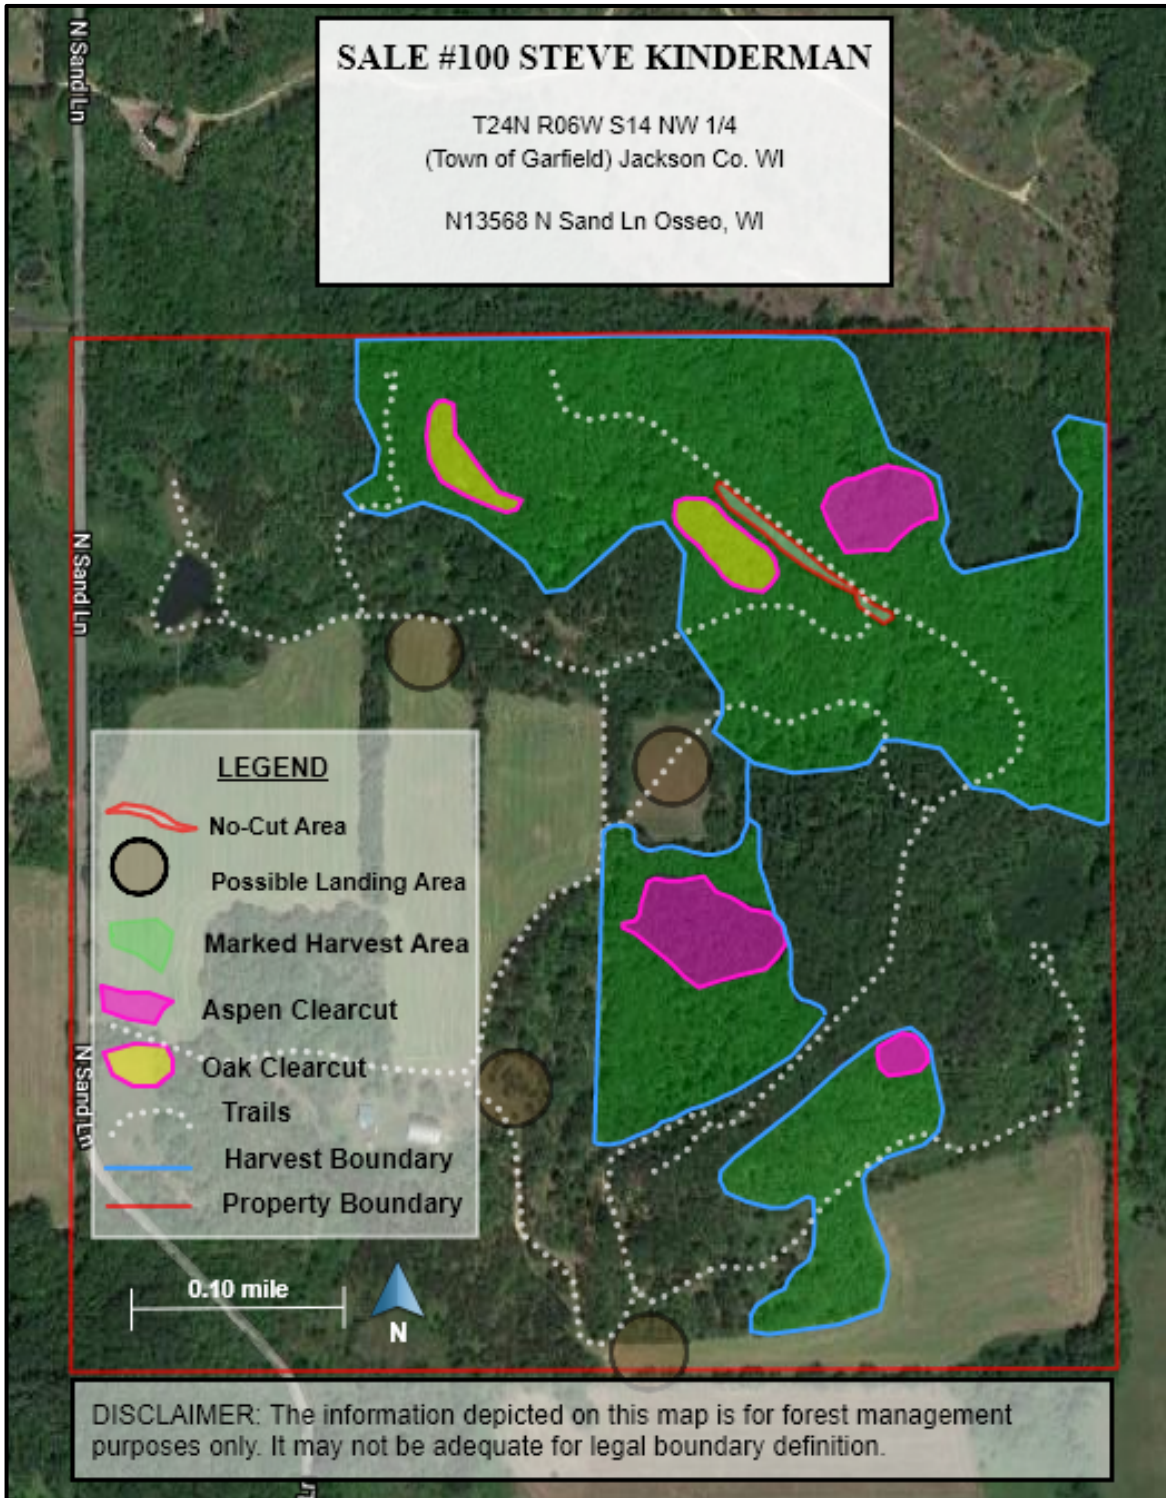 N Sand Ln
SALE #100 STEVE KINDERMAN
T24N R06W S14 NW 1/4
(Town of Garfield) Jackson Co. WI
N13568 N Sand Ln Osseo, WI
N Sand Ln
LEGEND
No-Cut Area
Possible Landing Area
Marked Harvest Area
Aspen Clearcut
Oak Clearcut
Trails
Harvest Boundary
Property Boundary
N Sand Ln
0.10 mile
N
DISCLAIMER: The information depicted on this map is for forest management
purposes only. It may not be adequate for legal boundary definition.